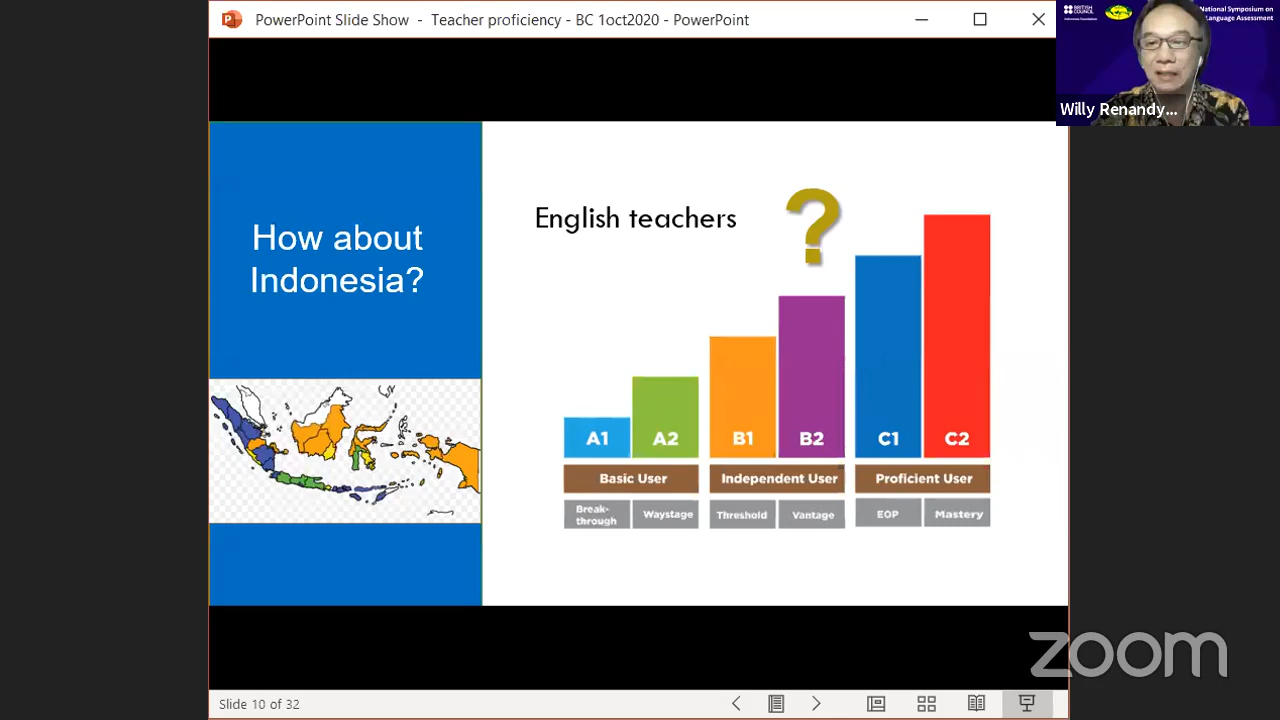 PowerPoint Slide Show - Teacher proficiency - BC 1oct2020 - PowerPoint
BRITISH COUNCIL
National Symposium on
Language Assessment
Willy Renandy...
How about
Indonesia?
English teachers
?
A1 A2 B1 B2 C1 C2
Basic User Independent User Proficient User
Break-
through Waystage Threshold Vantage EOP Mastery
zoom
Slide 10 of 32